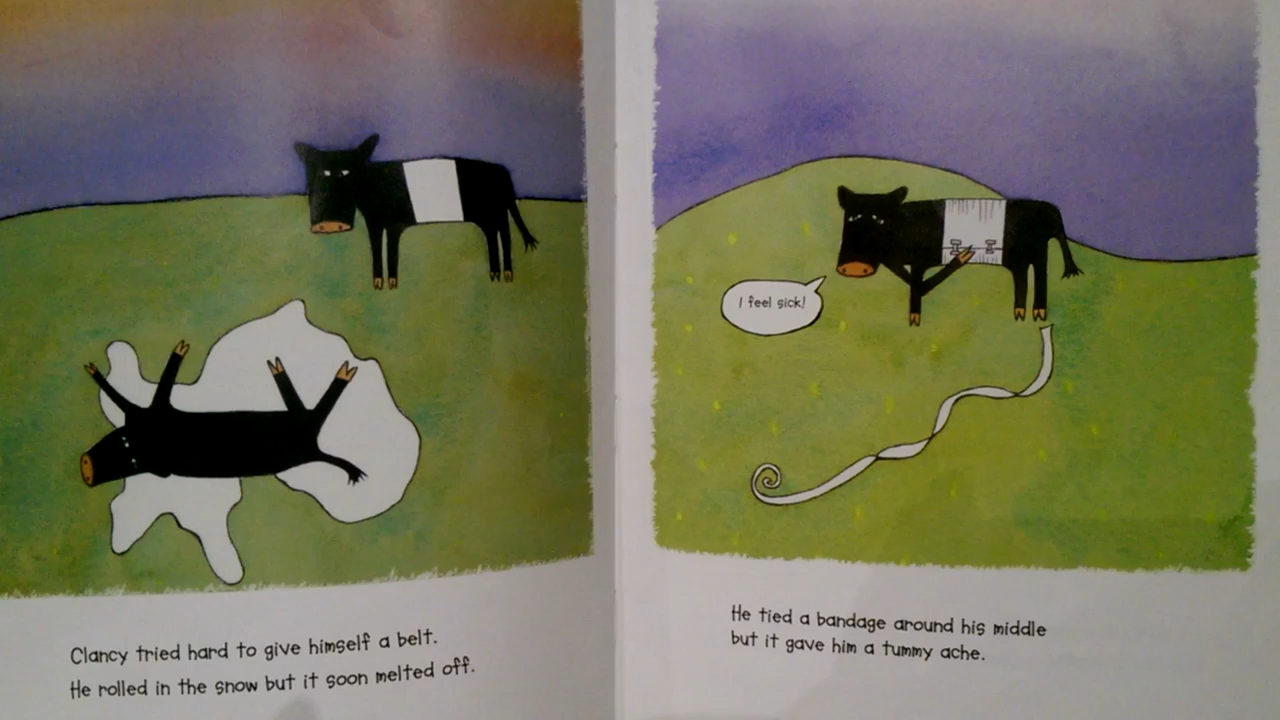 Clancy tried hard to give himself a belt.
He rolled in the snow but it soon melted off.
I feel sick!
He tied a bandage around his middle
but it gave him a tummy ache.